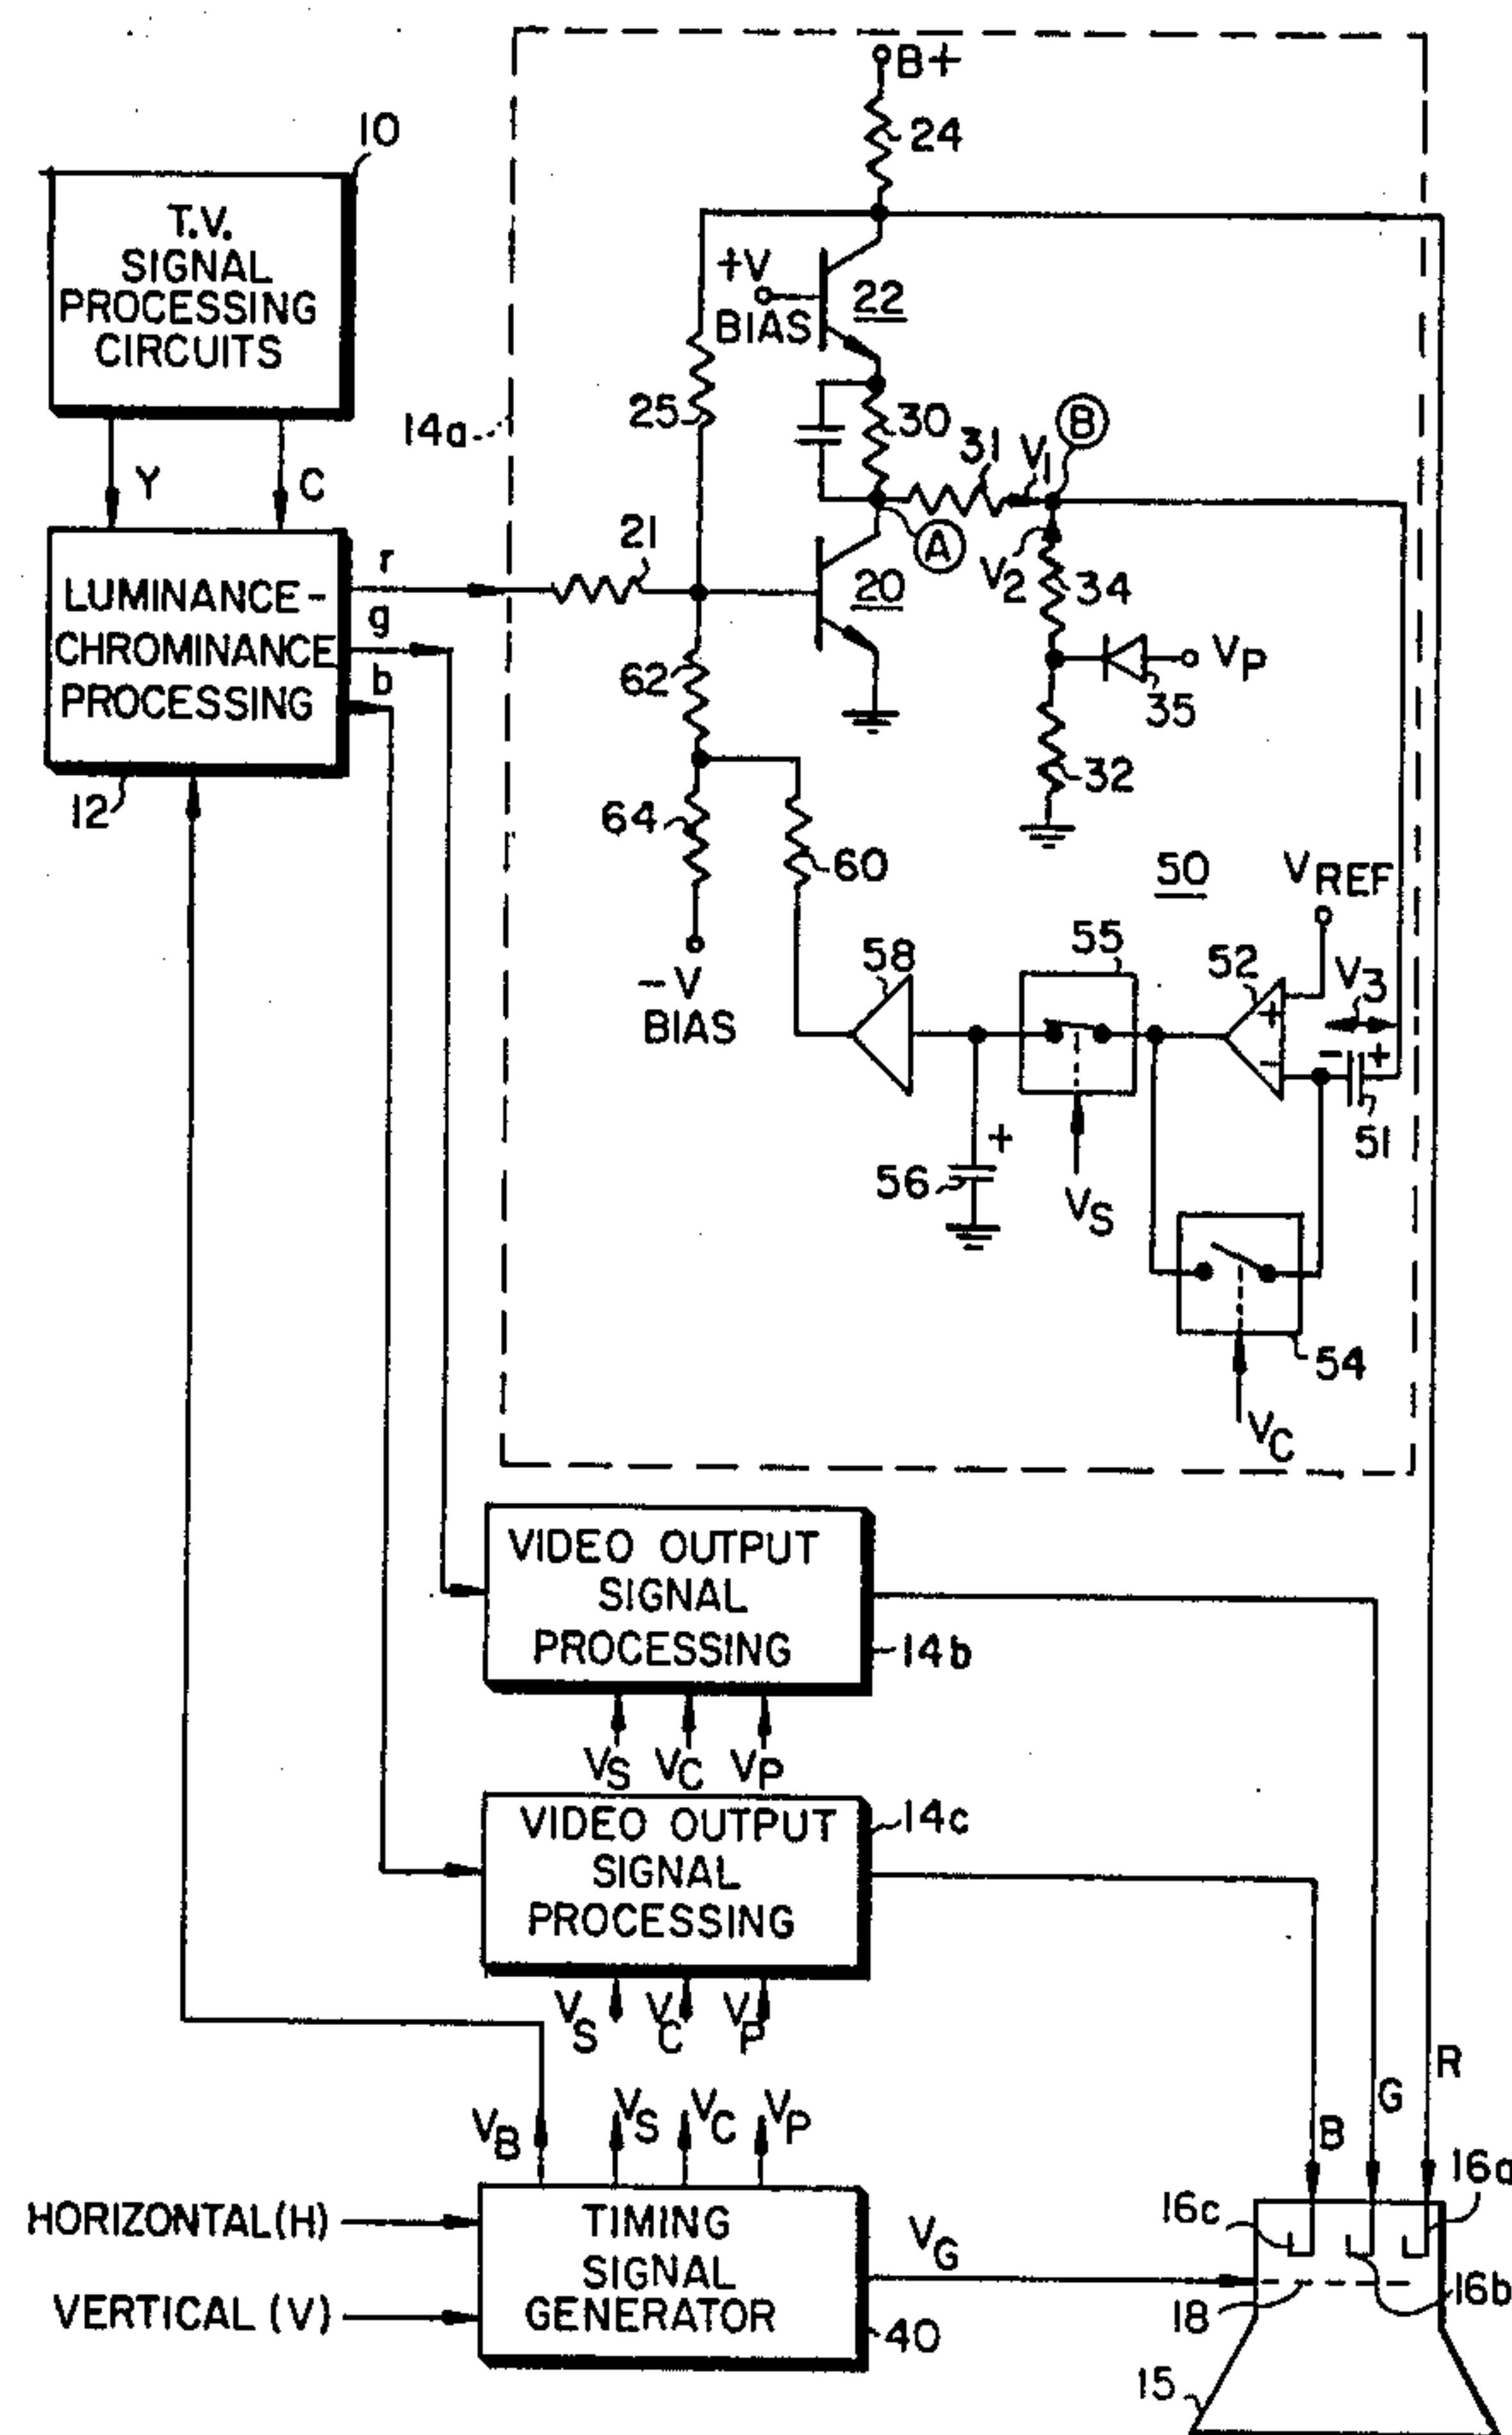 10
T.V.
SIGNAL
PROCESSING
CIRCUITS
Y
C
LUMINANCE-
CHROMINANCE
PROCESSING
12
r
g
b
14a
B+
24
+V
BIAS
22
25
30
31
V1
B
A
21
20
V2
34
VP
35
32
62
64
60
-V
BIAS
50
VREF
58
55
52
+
-
V3
- +
51
+
56
VS
54
VC
VIDEO OUTPUT
SIGNAL
PROCESSING
14b
VS VC VP
VIDEO OUTPUT
SIGNAL
PROCESSING
14c
VS VC VP
VB
VS VC VP
HORIZONTAL(H)
VERTICAL (V)
TIMING
SIGNAL
GENERATOR
40
VG
R
G
B
16a
16c
16b
18
15